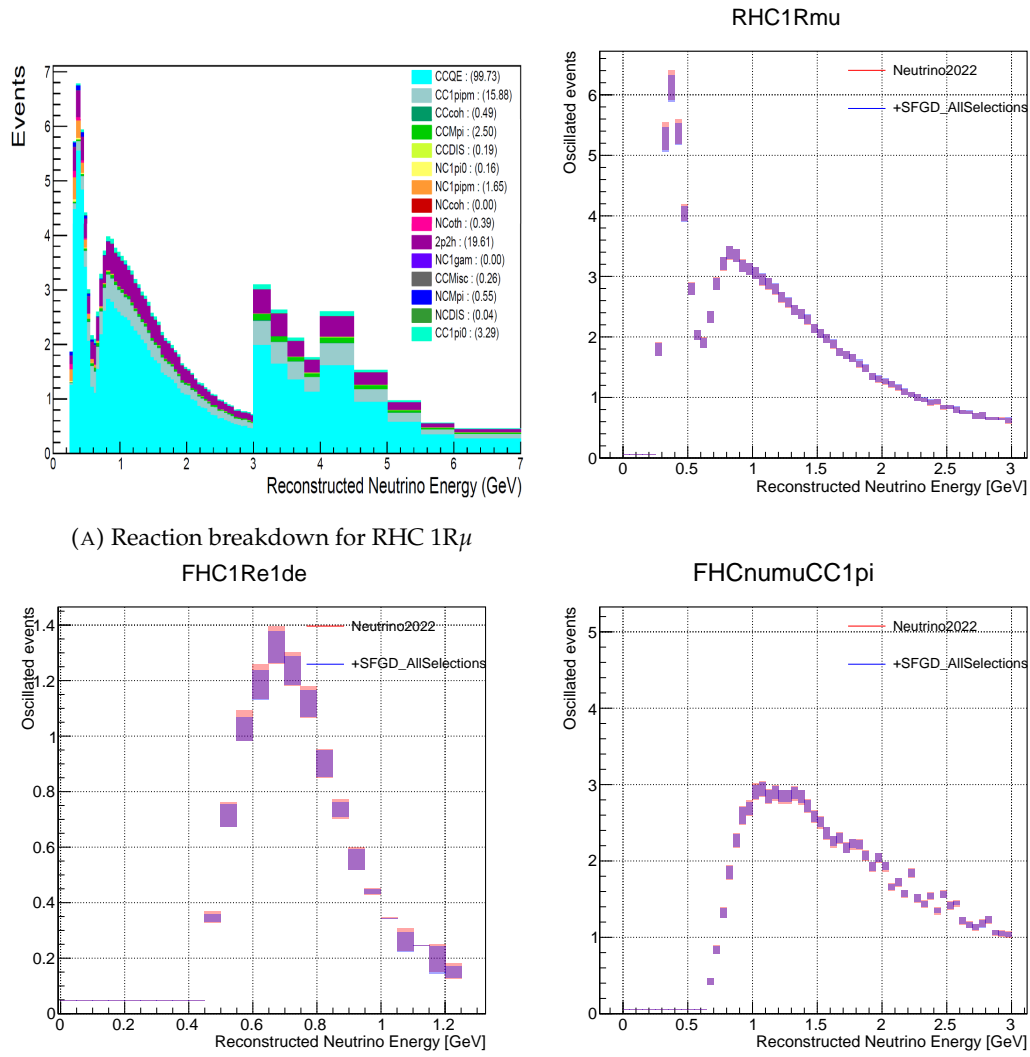 Events
7
6
5
4
3
2
1
0
0 1 2 3 4 5 6 7
Reconstructed Neutrino Energy (GeV)
CCQE : (99.73)
CC1pipm : (15.88)
CCcoh : (0.49)
CCMpi : (2.50)
CCDIS : (0.19)
NC1pi0 : (0.16)
NC1pipm : (1.65)
NCcoh : (0.00)
NCoth : (0.39)
2p2h : (19.61)
NC1gam : (0.00)
CCMisc : (0.26)
NCMpi : (0.55)
NCDIS : (0.04)
CC1pi0 : (3.29)
(A) Reaction breakdown for RHC 1Rμ
RHC1Rmu
Oscillated events
6
5
4
3
2
1
0
0 0.5 1 1.5 2 2.5 3
Reconstructed Neutrino Energy [GeV]
Neutrino2022
+SFGD_AllSelections
FHC1Re1de
Oscillated events
1.4
1.2
1
0.8
0.6
0.4
0.2
0
0 0.2 0.4 0.6 0.8 1 1.2
Reconstructed Neutrino Energy [GeV]
Neutrino2022
+SFGD_AllSelections
FHCnumuCC1pi
Oscillated events
5
4
3
2
1
0
0 0.5 1 1.5 2 2.5 3
Reconstructed Neutrino Energy [GeV]
Neutrino2022
+SFGD_AllSelections